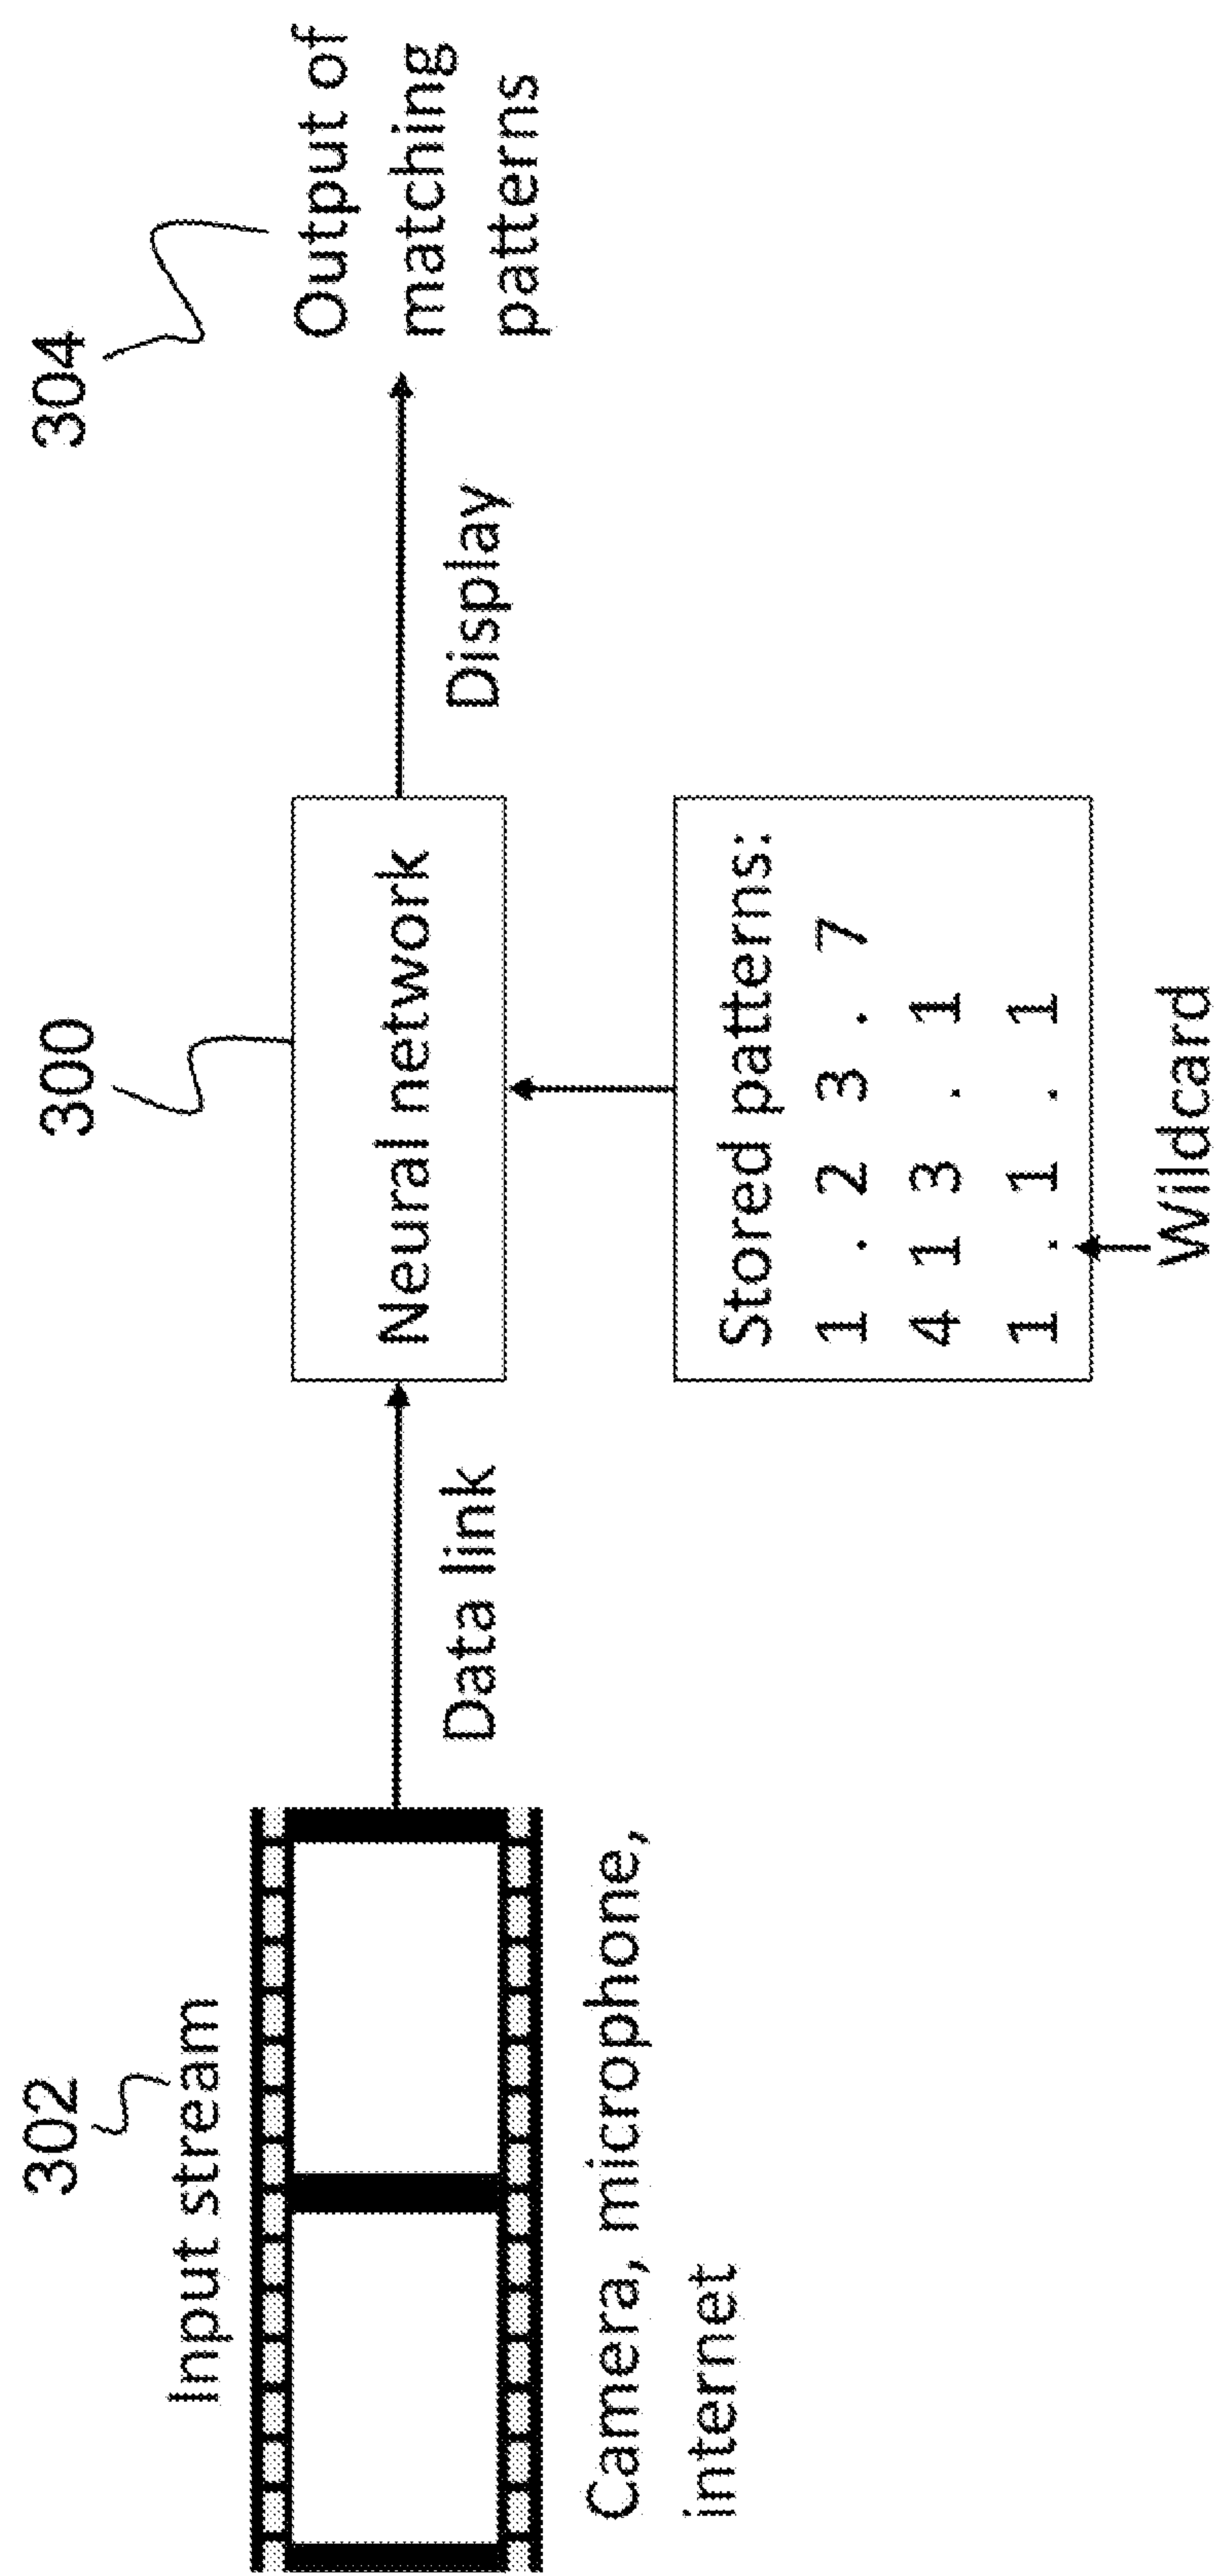 302
Input stream
Camera, microphone,
internet
Data link
300
Neural network
Stored patterns:
1 . 2 3 . 7
4 1 3 . 1
1 . 1 . 1
Wildcard
Display
304
Output of
matching
patterns